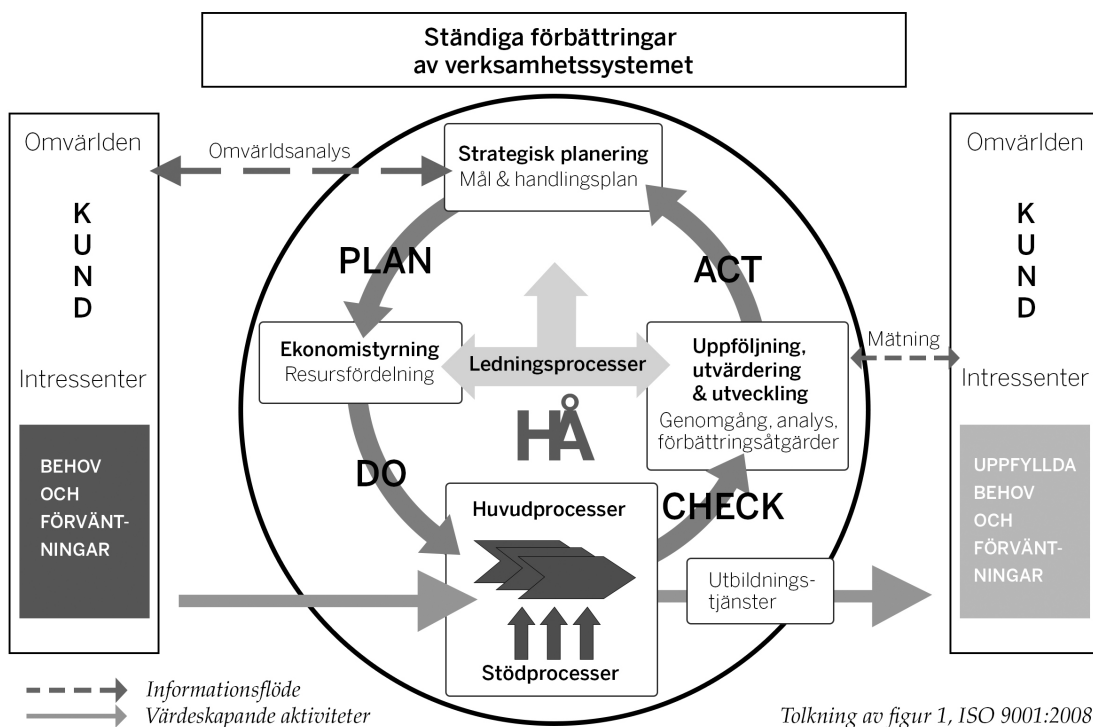 Ständiga förbättringar
av verksamhetssystemet
Omvärlden
K
U
N
D
Intressenter
BEHOV
OCH
FÖRVÄNT-
NINGAR
Omvärldsanalys
Strategisk planering
Mål & handlingsplan
PLAN
ACT
Ekonomistyrning
Resursfördelning
Ledningsprocesser
HÅ
Uppföljning,
utvärdering
& utveckling
Genomgång, analys,
förbättringsåtgärder
Mätning
DO
CHECK
Huvudprocesser
Stödprocesser
Utbildnings-
tjänster
Omvärlden
K
U
N
D
Intressenter
UPPFYLLDA
BEHOV
OCH
FÖRVÄNT-
NINGAR
Informationsflöde
Värdeskapande aktiviteter
Tolkning av figur 1, ISO 9001:2008